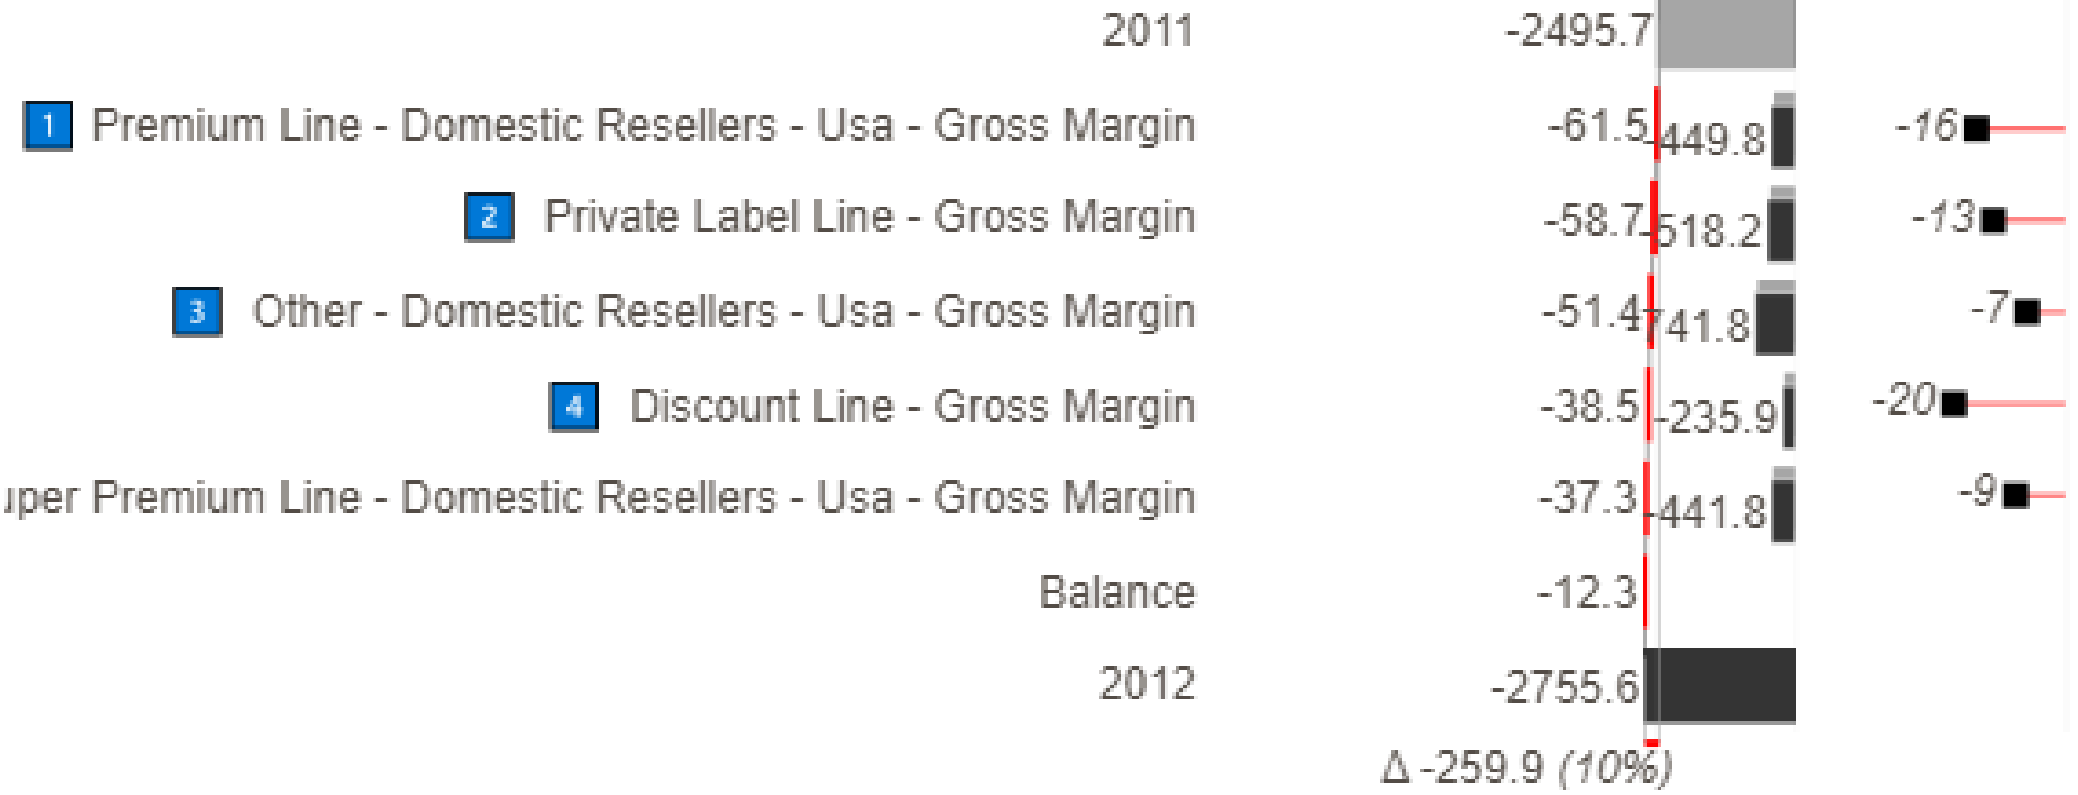 2011 -2495.7
1 Premium Line - Domestic Resellers - Usa - Gross Margin -61.5 449.8 -16
2 Private Label Line - Gross Margin -58.7 -518.2 -13
3 Other - Domestic Resellers - Usa - Gross Margin -51.4 -741.8 -7
4 Discount Line - Gross Margin -38.5 -235.9 -20
uper Premium Line - Domestic Resellers - Usa - Gross Margin -37.3 -441.8 -9
Balance -12.3
2012 -2755.6
Δ -259.9 (10%)